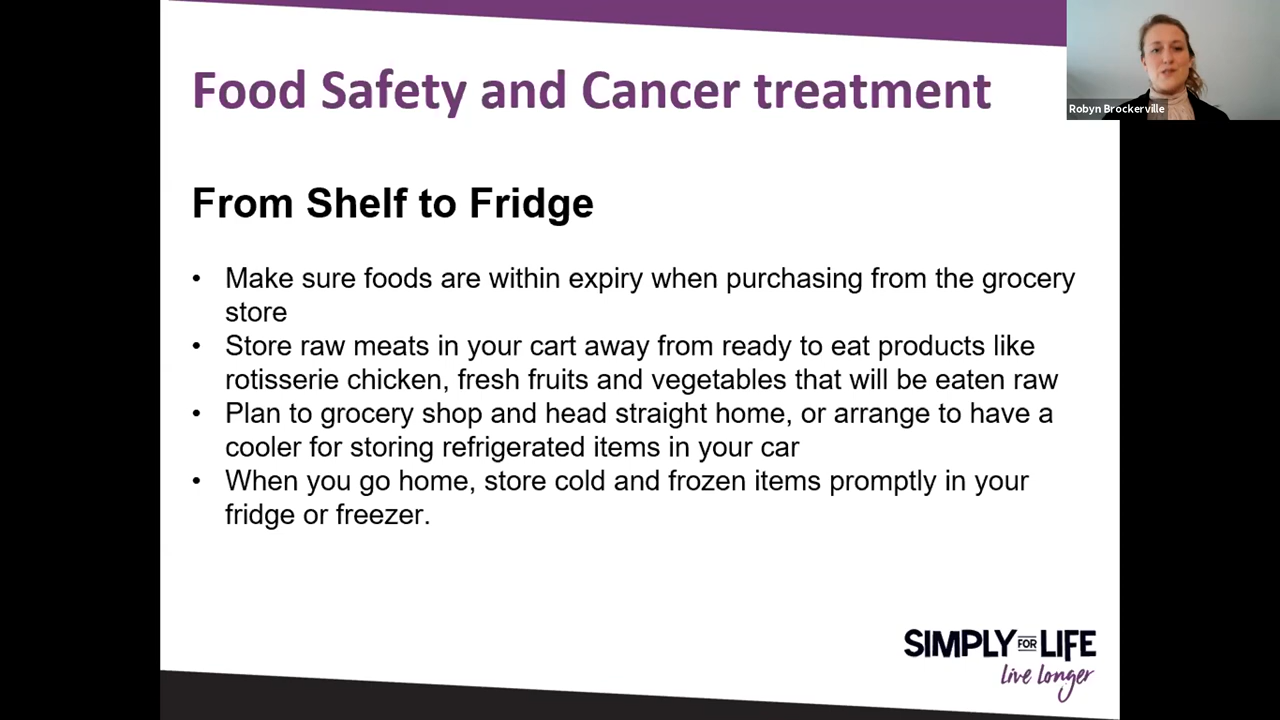 Food Safety and Cancer treatment
Robyn Brockerville
From Shelf to Fridge
• Make sure foods are within expiry when purchasing from the grocery
store
• Store raw meats in your cart away from ready to eat products like
rotisserie chicken, fresh fruits and vegetables that will be eaten raw
• Plan to grocery shop and head straight home, or arrange to have a
cooler for storing refrigerated items in your car
• When you go home, store cold and frozen items promptly in your
fridge or freezer.
SIMPLY FOR LIFE
live longer